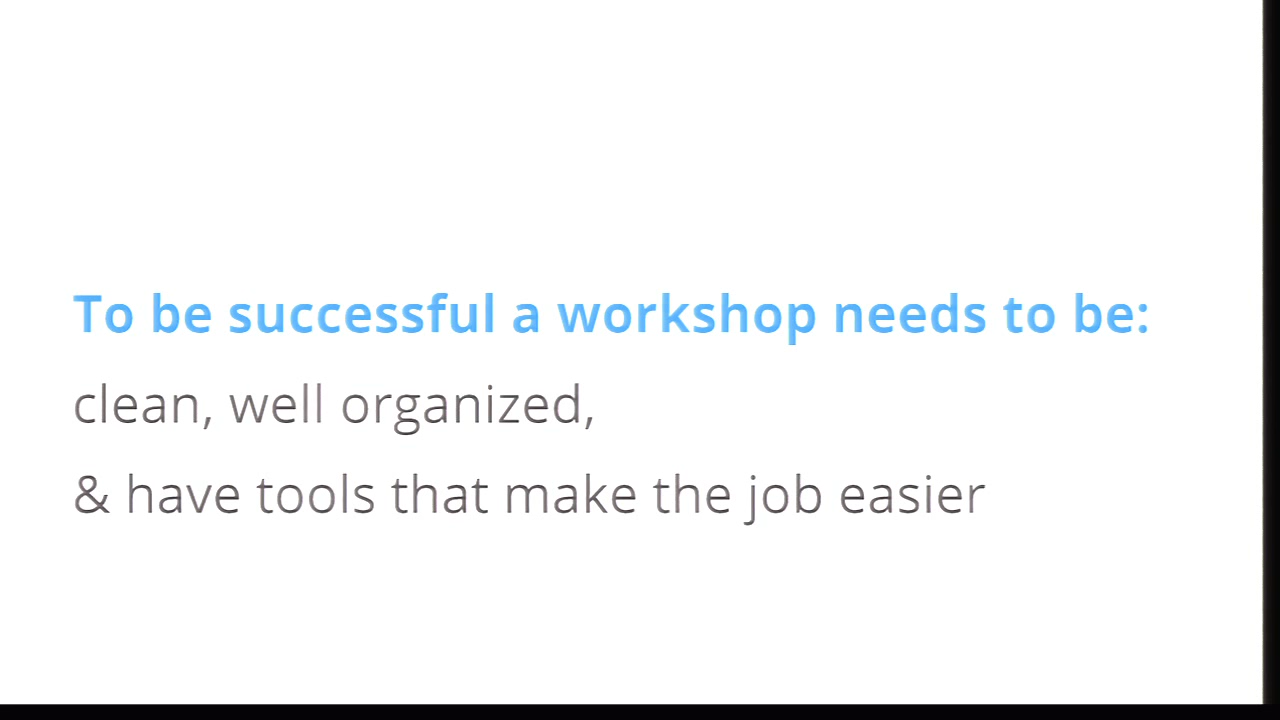 To be successful a workshop needs to be:
clean, well organized,
& have tools that make the job easier